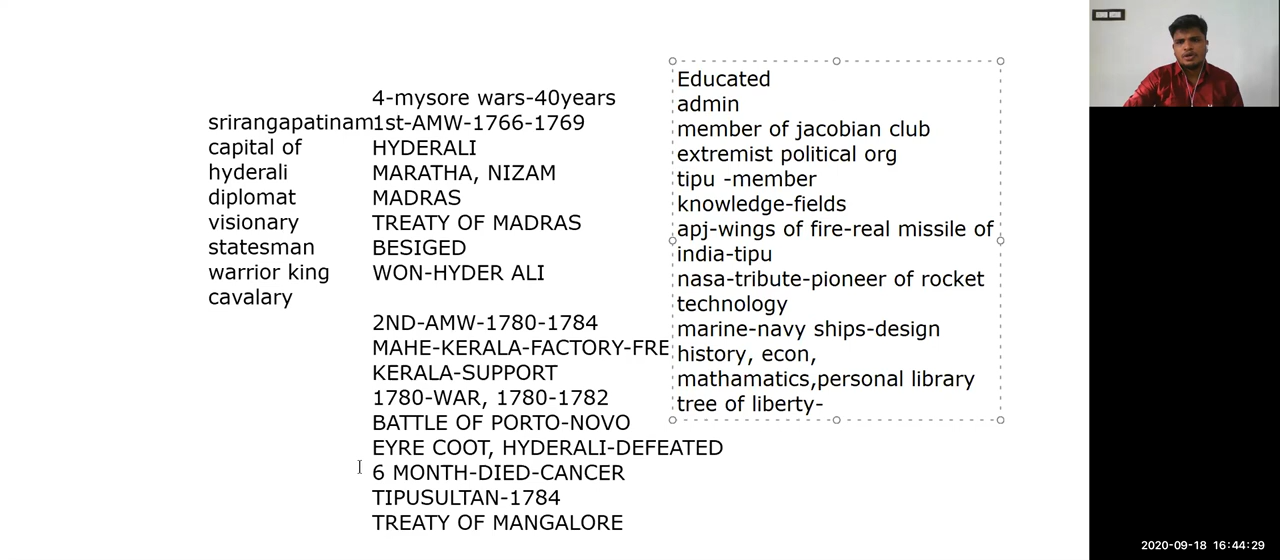 srirangapatinam
capital of
hyderali
diplomat
visionary
statesman
warrior king
cavalary
4-mysore wars-40years
1st-AMW-1766-1769
HYDERALI
MARATHA, NIZAM
MADRAS
TREATY OF MADRAS
BESIGED
WON-HYDER ALI
2ND-AMW-1780-1784
MAHE-KERALA-FACTORY-FRE
KERALA-SUPPORT
1780-WAR, 1780-1782
BATTLE OF PORTO-NOVO
EYRE COOT, HYDERALI-DEFEATED
6 MONTH-DIED-CANCER
TIPUSULTAN-1784
TREATY OF MANGALORE
Educated
admin
member of jacobian club
extremist political org
tipu -member
knowledge-fields
apj-wings of fire-real missile of
india-tipu
nasa-tribute-pioneer of rocket
technology
marine-navy ships-design
history, econ,
mathamatics,personal library
tree of liberty-
2020-09-18 16:44:29